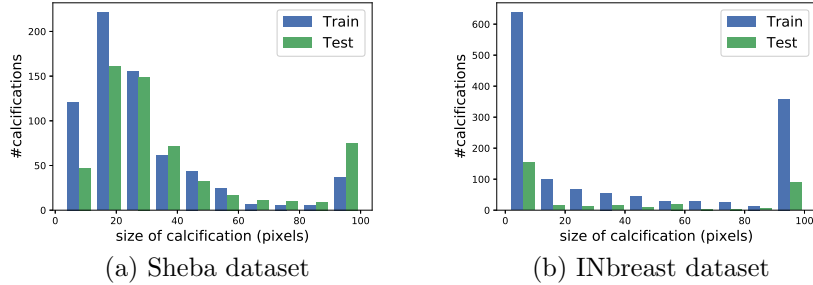 Train
Test
#calcifications
200
150
100
50
0
0 20 40 60 80 100
size of calcification (pixels)
(a) Sheba dataset
Train
Test
#calcifications
600
500
400
300
200
100
0
0 20 40 60 80 100
size of calcification (pixels)
(b) INbreast dataset